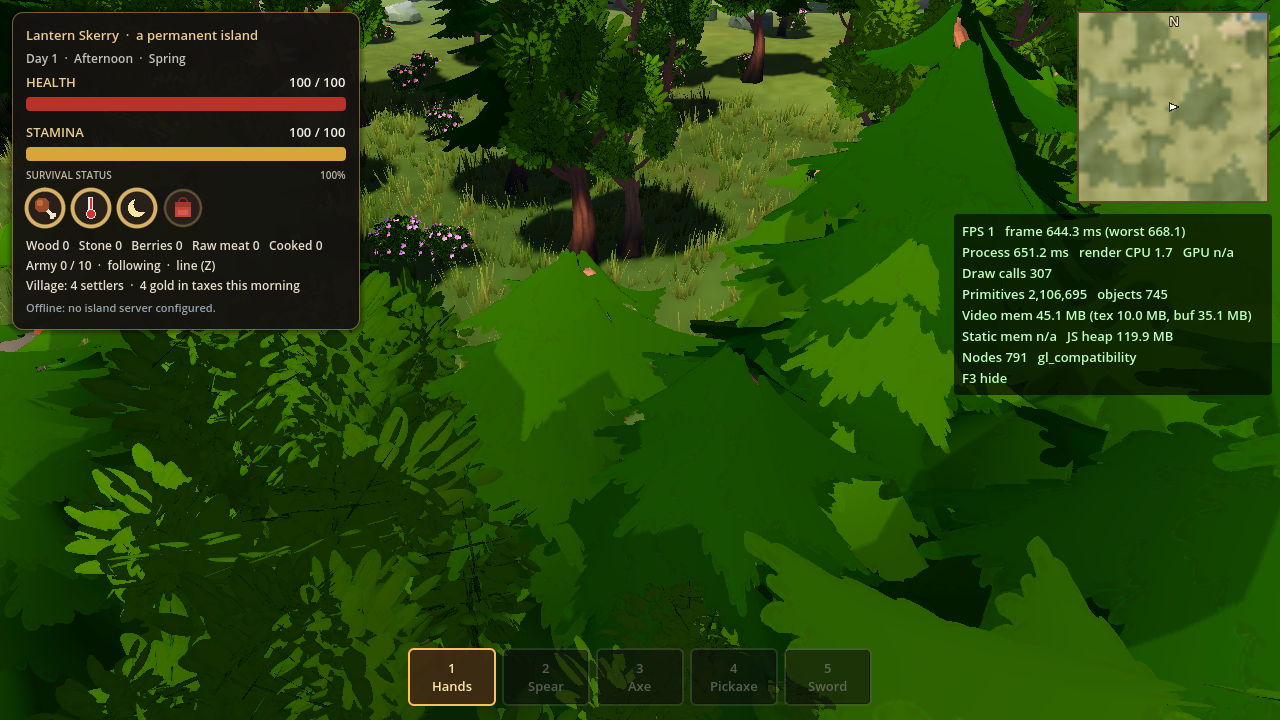 Lantern Skerry · a permanent island
Day 1 · Afternoon · Spring
HEALTH 100 / 100
STAMINA 100 / 100
SURVIVAL STATUS 100%
Wood 0 Stone 0 Berries 0 Raw meat 0 Cooked 0
Army 0 / 10 · following · line (Z)
Village: 4 settlers · 4 gold in taxes this morning
Offline: no island server configured.
N
FPS 1 frame 644.3 ms (worst 668.1)
Process 651.2 ms render CPU 1.7 GPU n/a
Draw calls 307
Primitives 2,106,695 objects 745
Video mem 45.1 MB (tex 10.0 MB, buf 35.1 MB)
Static mem n/a JS heap 119.9 MB
Nodes 791 gl_compatibility
F3 hide
1 2 3 4 5
Hands Spear Axe Pickaxe Sword